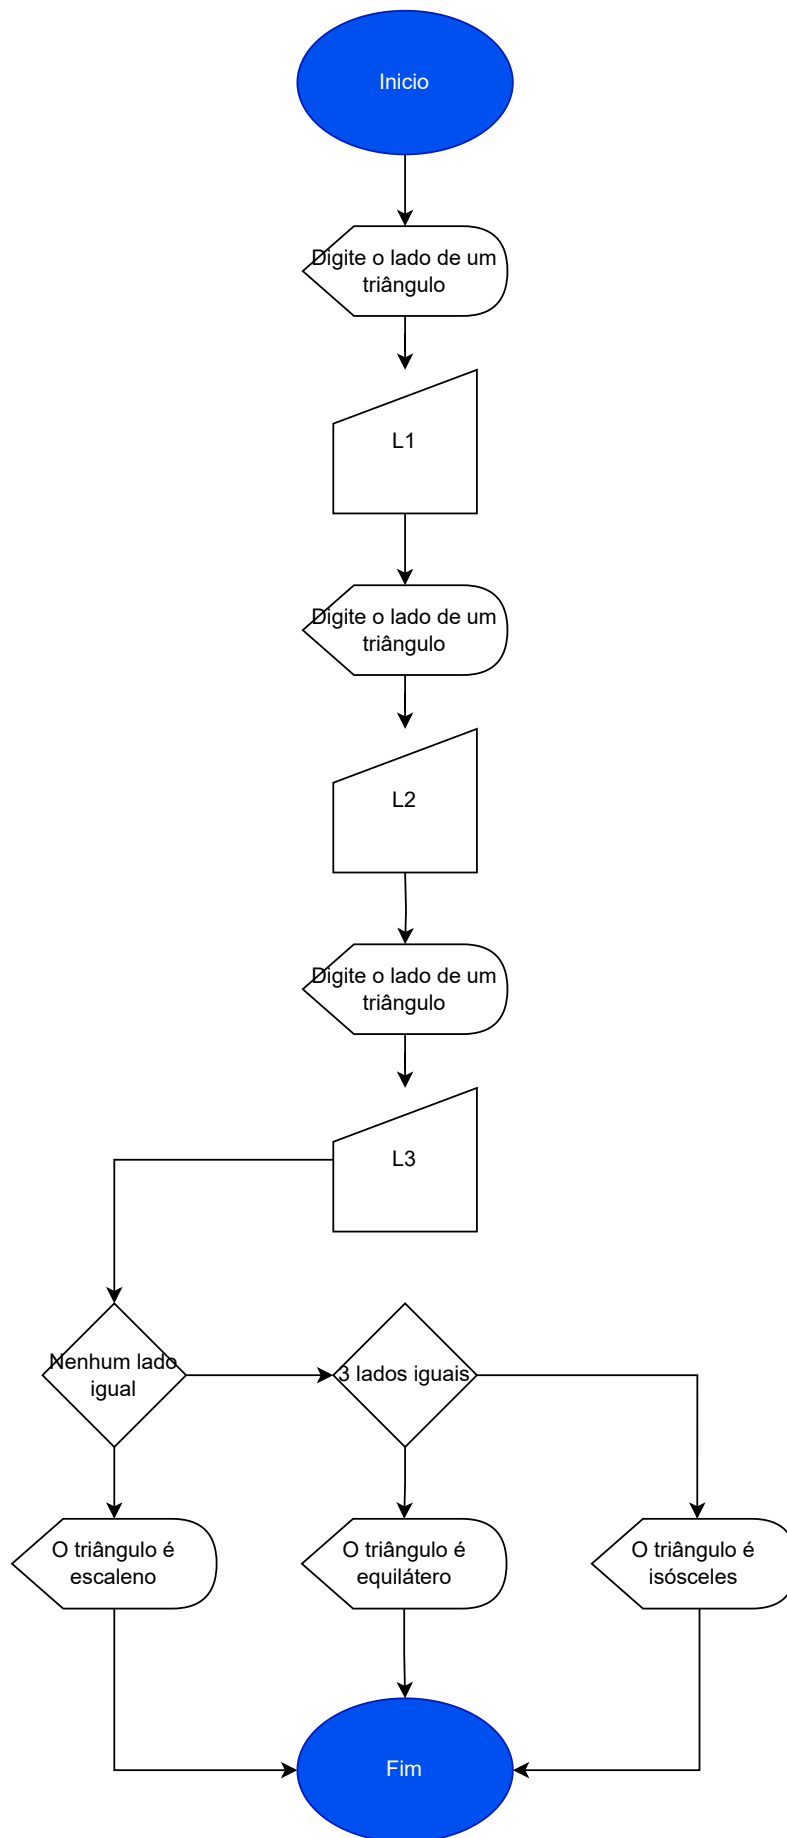 Inicio
Digite o lado de um
triângulo
L1
Digite o lado de um
triângulo
L2
Digite o lado de um
triângulo
L3
Nenhum lado
igual
3 lados iguais
O triângulo é
escaleno
O triângulo é
equilátero
O triângulo é
isósceles
Fim